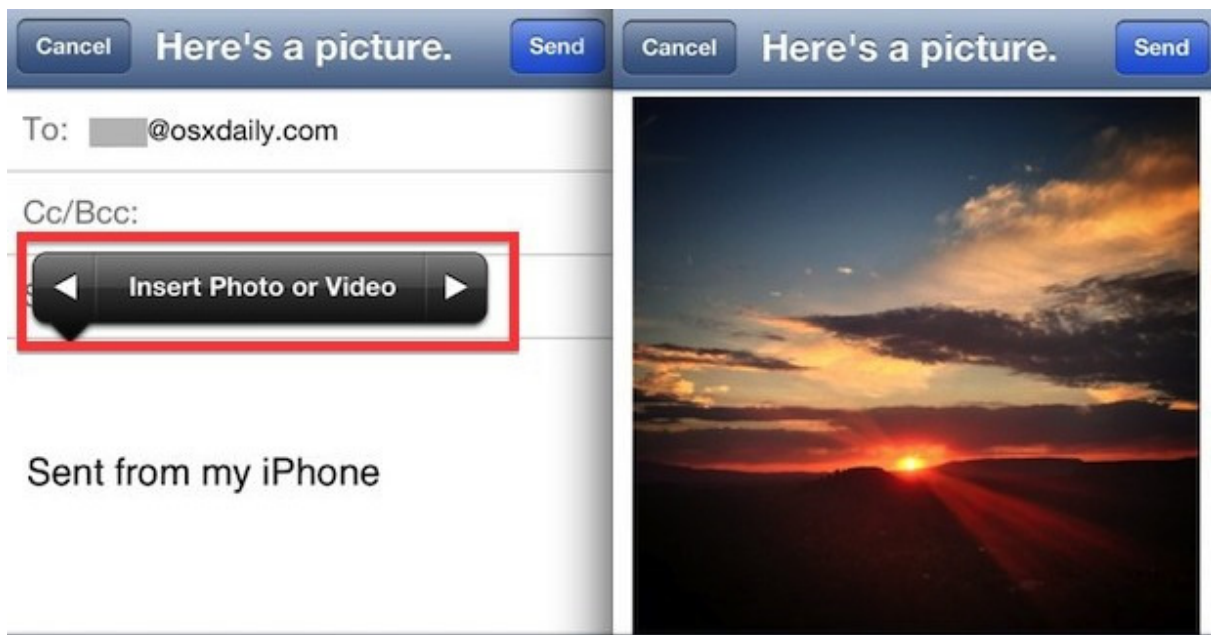 Cancel Here's a picture. Send
To: @osxdaily.com
Cc/Bcc:
Insert Photo or Video
Sent from my iPhone
Cancel Here's a picture. Send